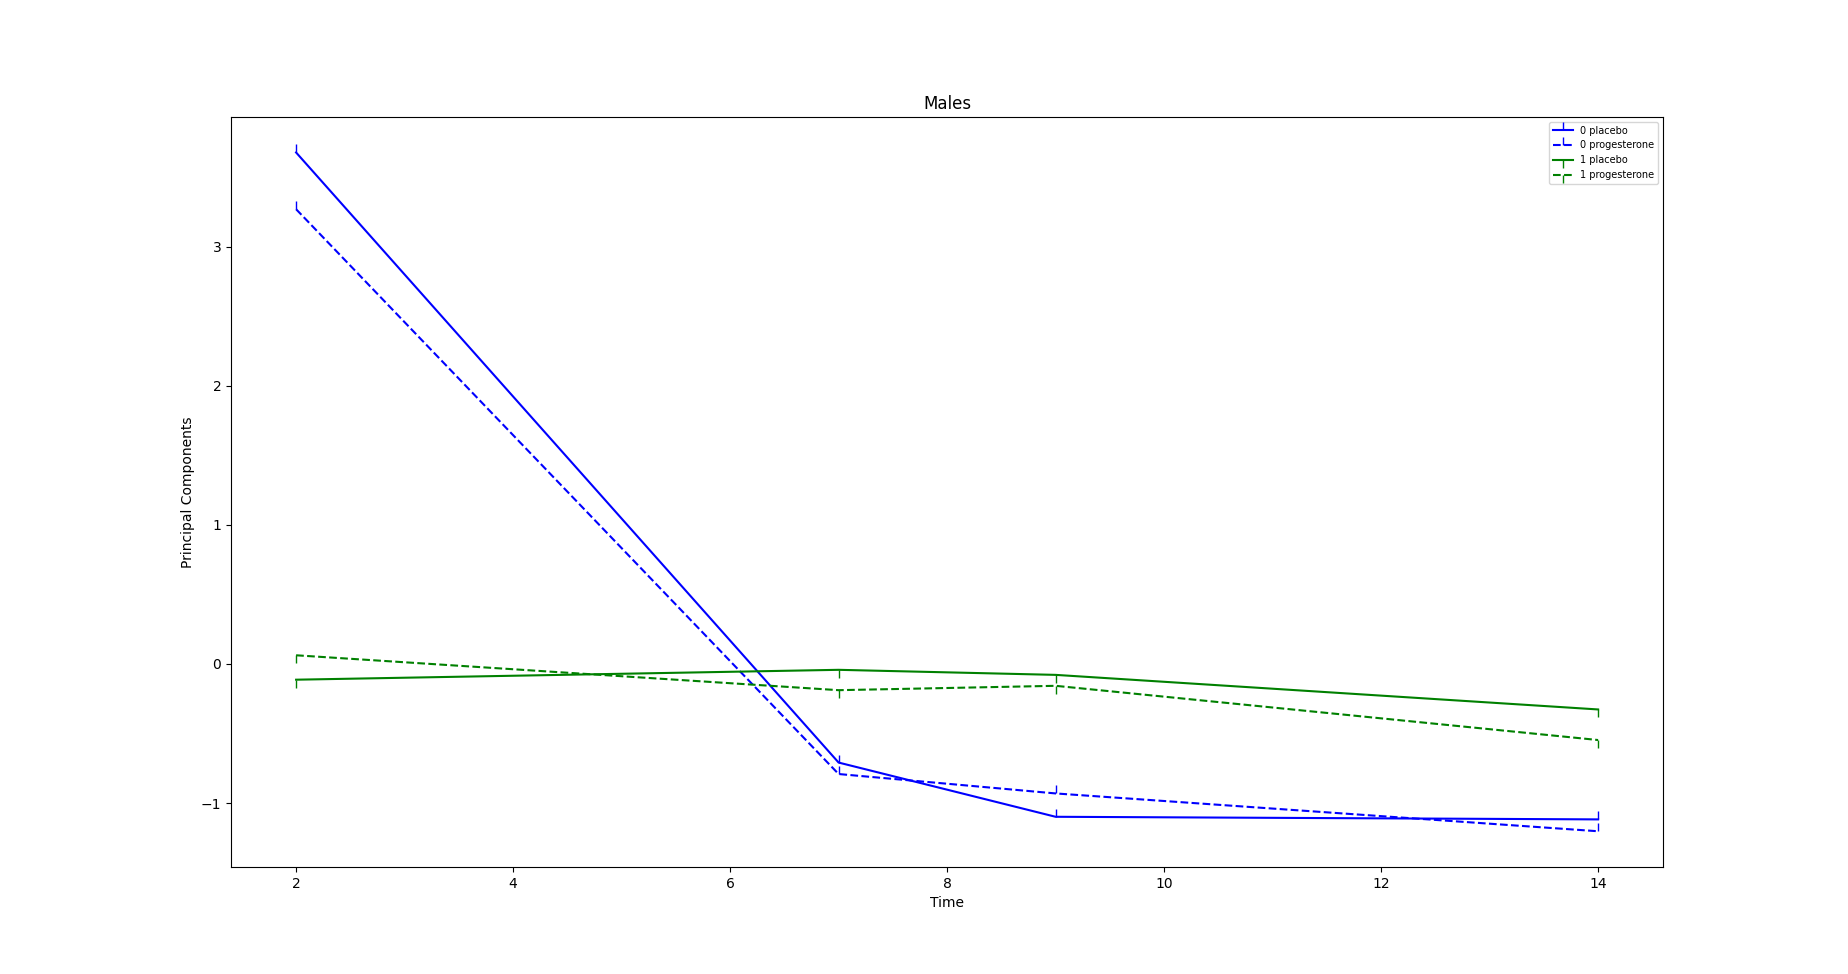 Males
0 placebo
0 progesterone
1 placebo
1 progesterone
Principal Components
3
2
1
0
−1
2 4 6 8 10 12 14
Time